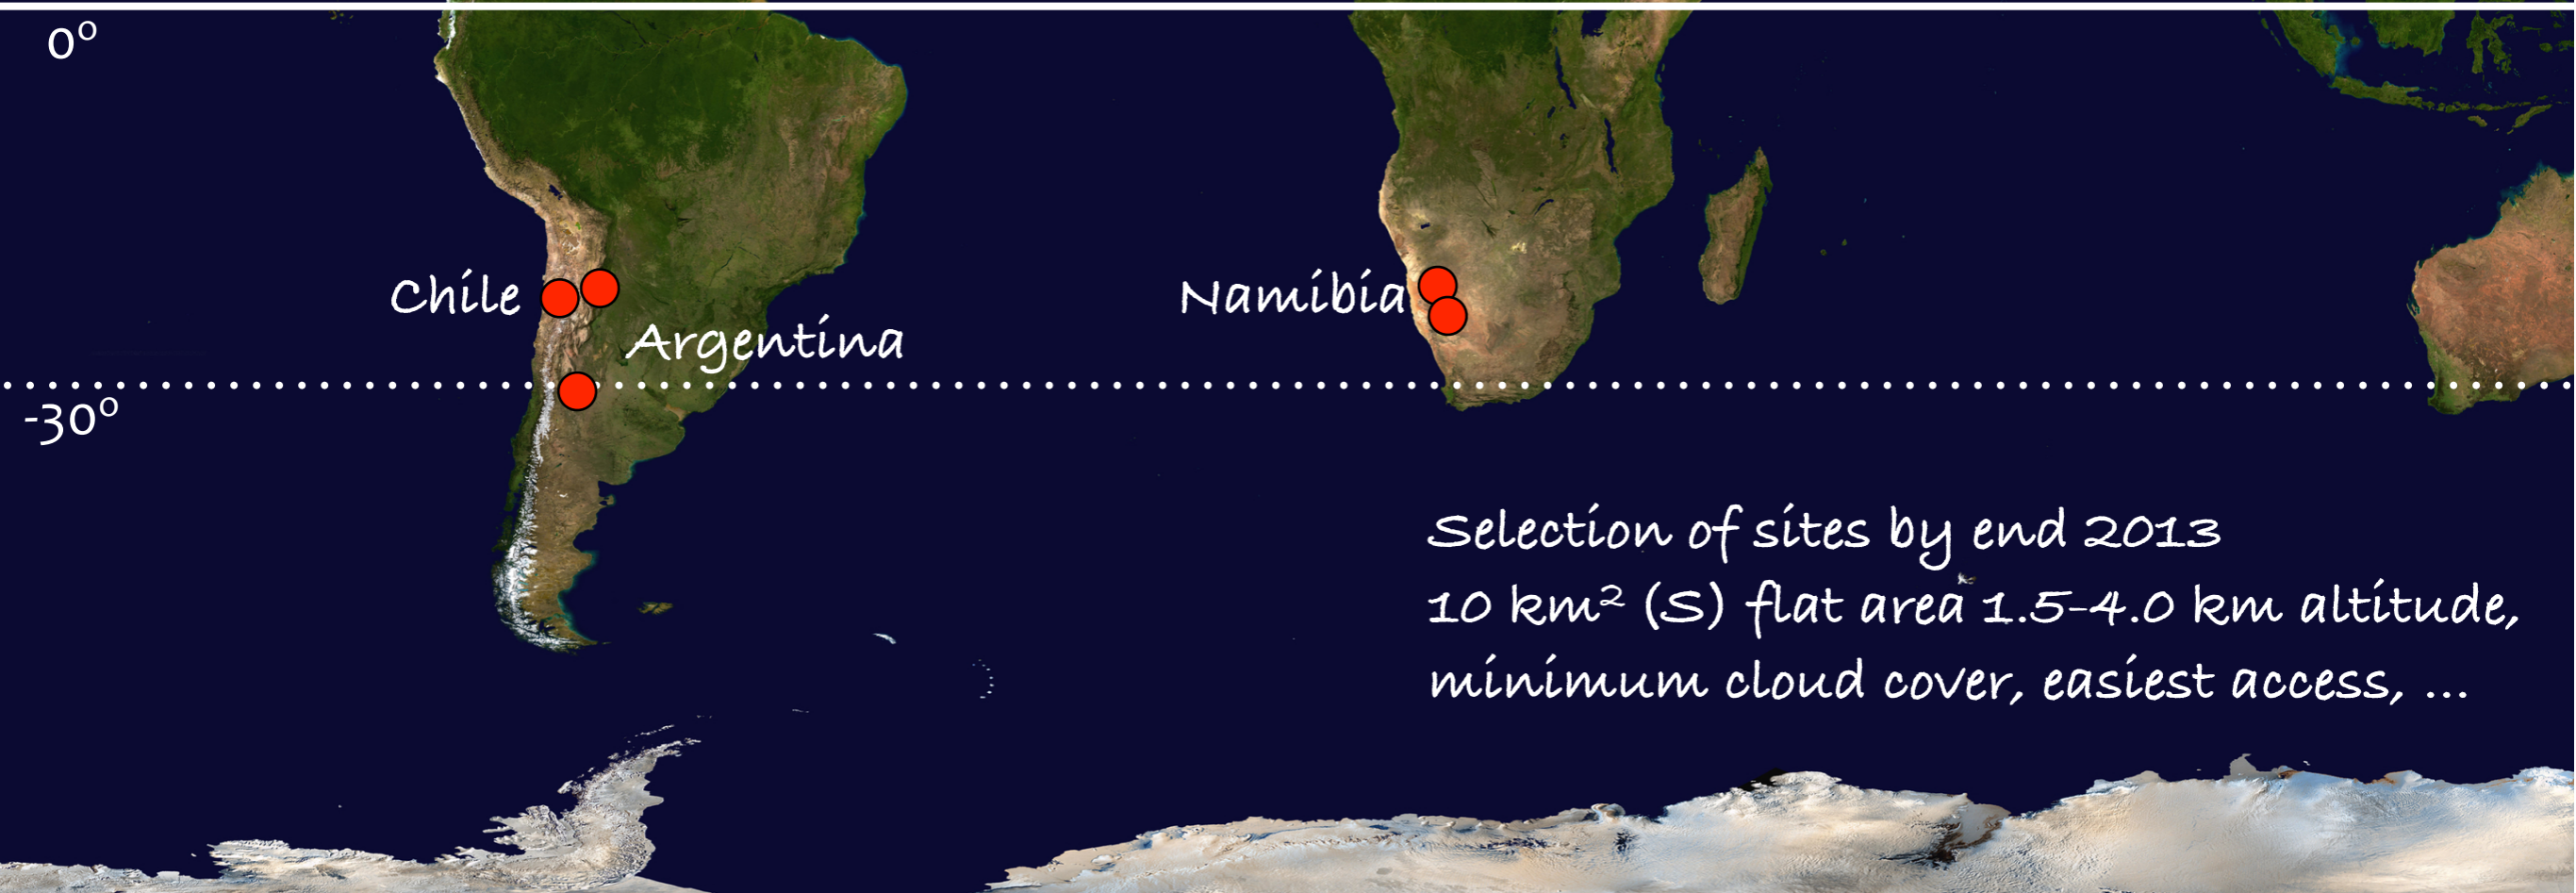 0°
Chile
Namibia
Argentina
-30°
Selection of sites by end 2013
10 km² (S) flat area 1.5-4.0 km altitude,
minimum cloud cover, easiest access, ...